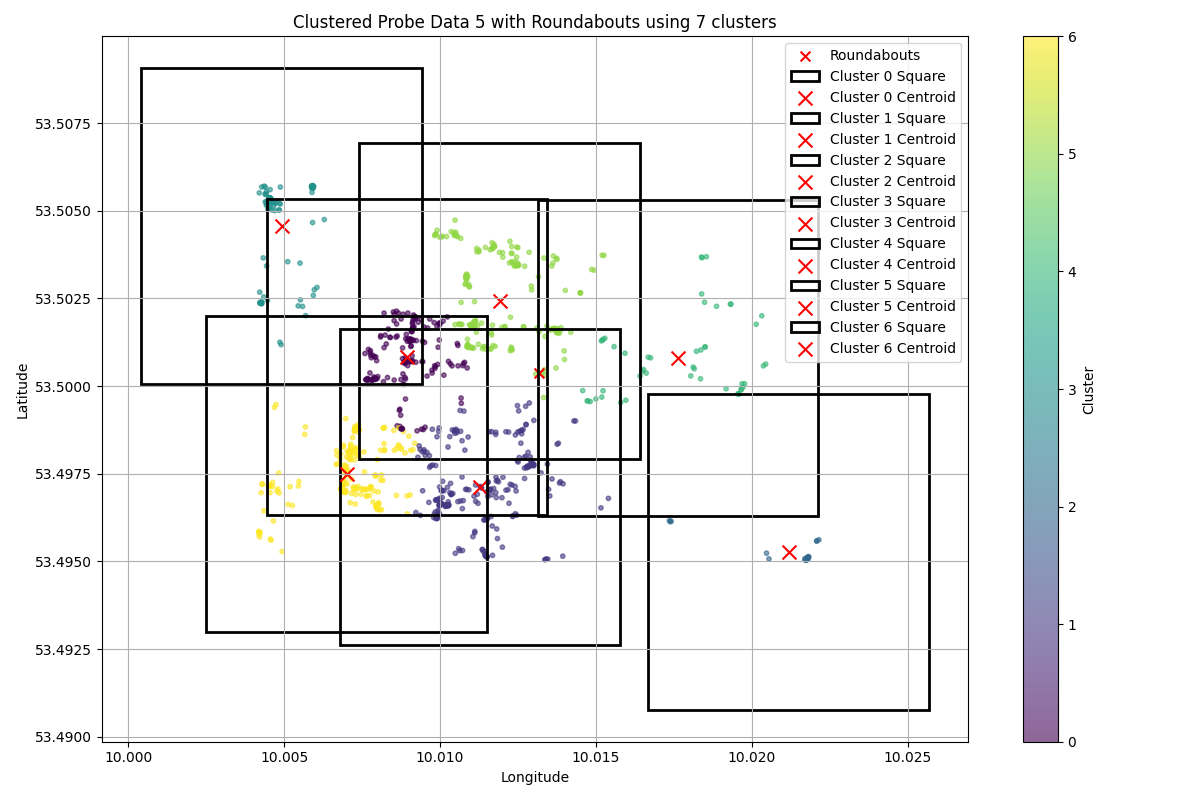 Clustered Probe Data 5 with Roundabouts using 7 clusters
Roundabouts
Cluster 0 Square
Cluster 0 Centroid
Cluster 1 Square
Cluster 1 Centroid
Cluster 2 Square
Cluster 2 Centroid
Cluster 3 Square
Cluster 3 Centroid
Cluster 4 Square
Cluster 4 Centroid
Cluster 5 Square
Cluster 5 Centroid
Cluster 6 Square
Cluster 6 Centroid
Latitude
53.5075
53.5050
53.5025
53.5000
53.4975
53.4950
53.4925
53.4900
10.000
10.005
10.010
10.015
10.020
10.025
Longitude
6
5
4
3
2
1
0
Cluster